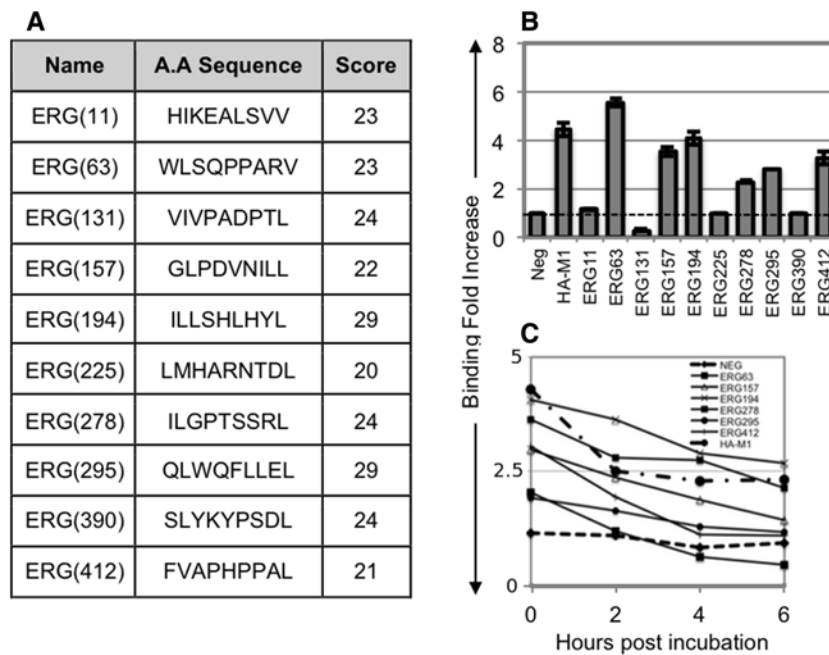 A
Name A.A Sequence Score
ERG(11) HIKEALSVV 23
ERG(63) WLSQPPARV 23
ERG(131) VIVPADPTL 24
ERG(157) GLPDVNILL 22
ERG(194) ILLSHLHYL 29
ERG(225) LMHARNTDL 20
ERG(278) ILGPTSSRL 24
ERG(295) QLWQFLLEL 29
ERG(390) SLYKYPSDL 24
ERG(412) FVAPHPPAL 21
Binding Fold Increase
B
8
6
4
2
0
Neg
HA-M1
ERG11
ERG63
ERG131
ERG157
ERG194
ERG225
ERG278
ERG295
ERG390
ERG412
C
5
2.5
0
NEG
ERG63
ERG157
ERG194
ERG278
ERG295
ERG412
HA-M1
0 2 4 6
Hours post incubation